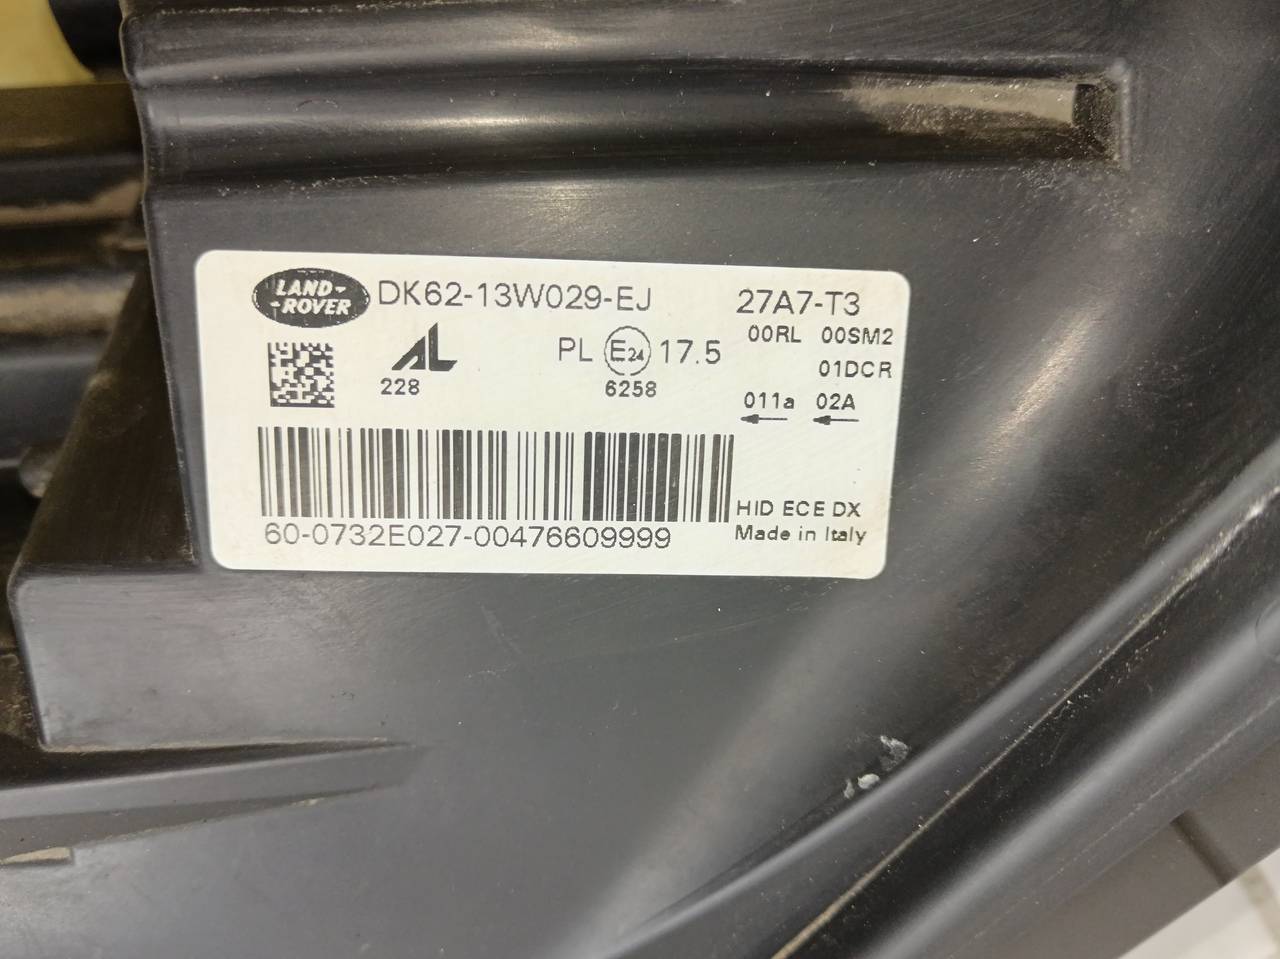 LAND-
-ROVER
DK62-13W029-EJ
27A7-T3
AL
228
PL E24 17.5
6258
00RL 00SM2
01DCR
011a 02A
60-0732E027-00476609999
HID ECE DX
Made in Italy